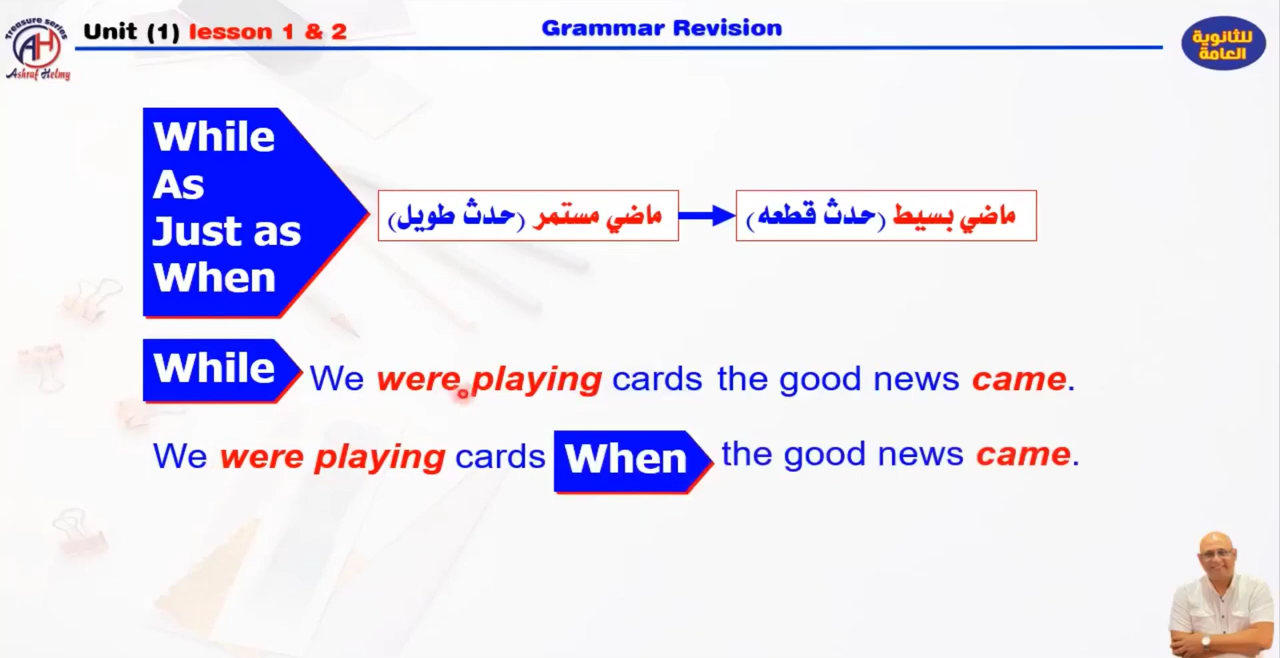 Treasure series
AH
Ashraf Helmy
Unit (1) lesson 1 & 2
Grammar Revision
للثانوية
العامة
While
As
Just as
When
ماضي مستمر (حدث طويل)
ماضي بسيط (حدث قطعه)
While We were playing cards the good news came.
We were playing cards When the good news came.